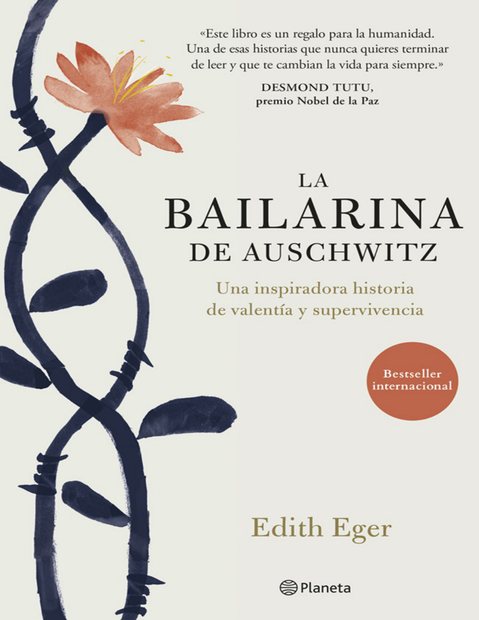 «Este libro es un regalo para la humanidad.
Una de esas historias que nunca quieres terminar
de leer y que te cambian la vida para siempre.»
DESMOND TUTU,
premio Nobel de la Paz
LA
BAILARINA
DE AUSCHWITZ
Una inspiradora historia
de valentía y supervivencia
Bestseller
internacional
Edith Eger
Planeta